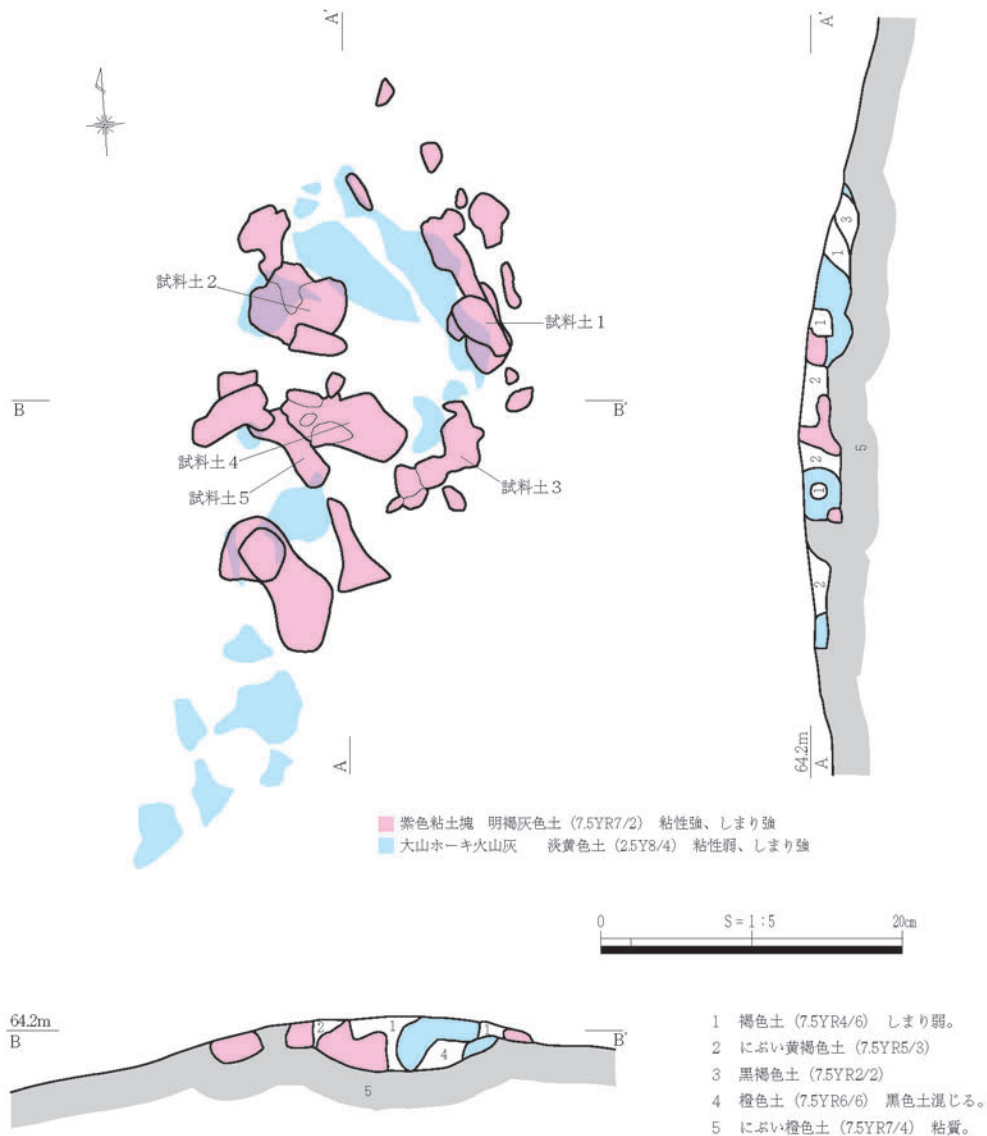 A'
A'
試料土2
試料土1
B
B'
試料土4
試料土5
試料土3
A
3
1
1
2
2
5
1
2
64.2m
A
紫色粘土塊 明褐灰色土 (7.5YR7/2) 粘性強、しまり強
大山ホーキ火山灰 淡黄色土 (2.5Y8/4) 粘性弱、しまり強
0 S=1:5 20cm
64.2m
B
2
1
1
4
5
B'
1 褐色土 (7.5YR4/6) しまり弱。
2 にぶい黄褐色土 (7.5YR5/3)
3 黒褐色土 (7.5YR2/2)
4 橙色土 (7.5YR6/6) 黒色土混じる。
5 にぶい橙色土 (7.5YR7/4) 粘質。